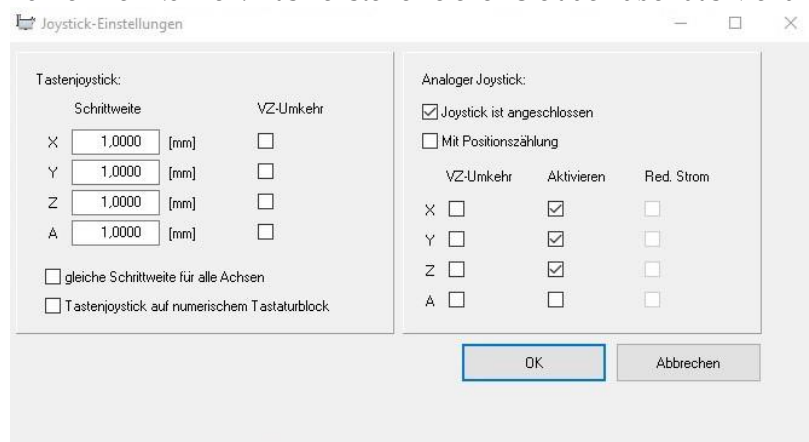 Joystick-Einstellungen
Tastenjoystick:
Schrittweite VZ-Umkehr
X 1,0000 [mm]
Y 1,0000 [mm]
Z 1,0000 [mm]
A 1,0000 [mm]
gleiche Schrittweite für alle Achsen
Tastenjoystick auf numerischem Tastaturblock
Analoger Joystick:
Joystick ist angeschlossen
Mit Positionszählung
VZ-Umkehr Aktivieren Red. Strom
X
Y
Z
A
OK Abbrechen